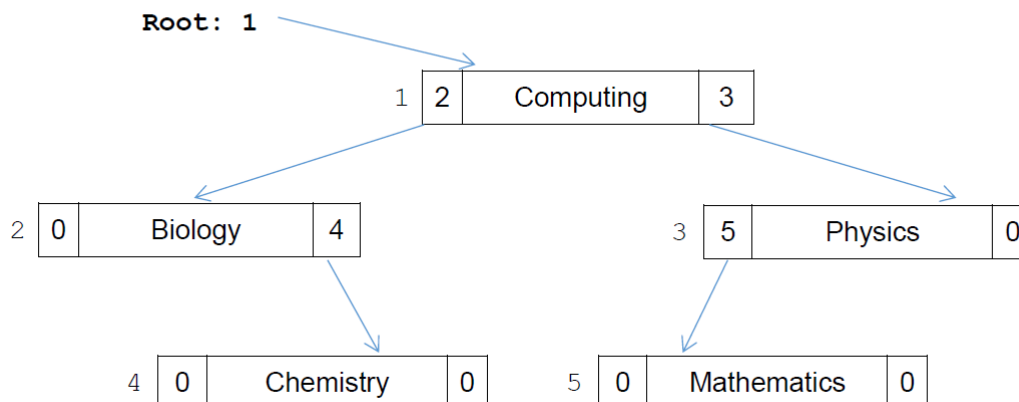 Root: 1
1 2 Computing 3
2 0 Biology 4
3 5 Physics 0
4 0 Chemistry 0
5 0 Mathematics 0